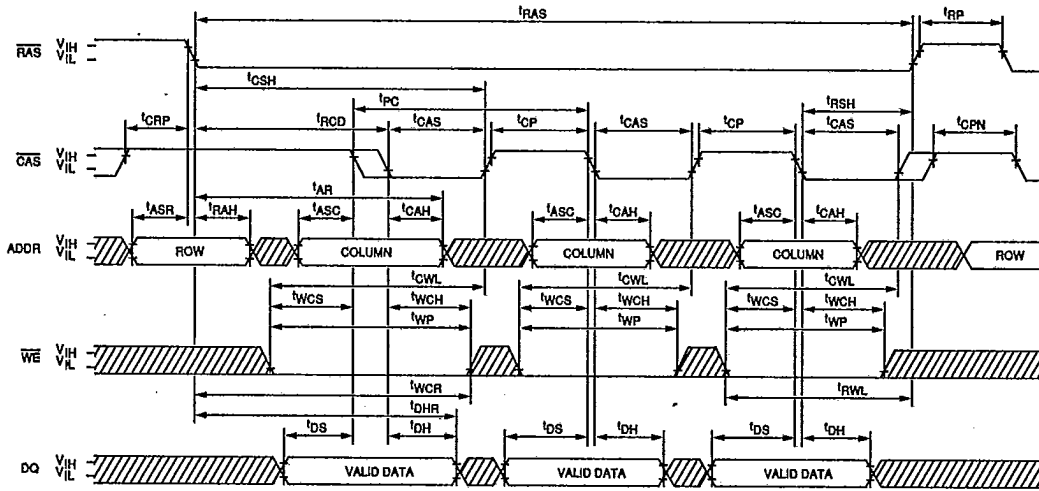 tRAS tRP
RAS VIH
VIL
tCSH
tPC tRSH
tCRP tRCD tCAS tCP tCAS tCP tCAS tCPN
CAS VIH
VIL
tAR
tASR tRAH tASC tCAH tASC tCAH tASC tCAH
ADDR VIH
VIL ROW COLUMN COLUMN COLUMN ROW
tCWL tCWL tCWL
tWCS tWCH tWCS tWCH tWCS tWCH
tWP tWP tWP
WE VIH
VIL
tWCR tRWL
tDHR
tDS tDH tDS tDH tDS tDH
DQ VIH
VIL VALID DATA VALID DATA VALID DATA